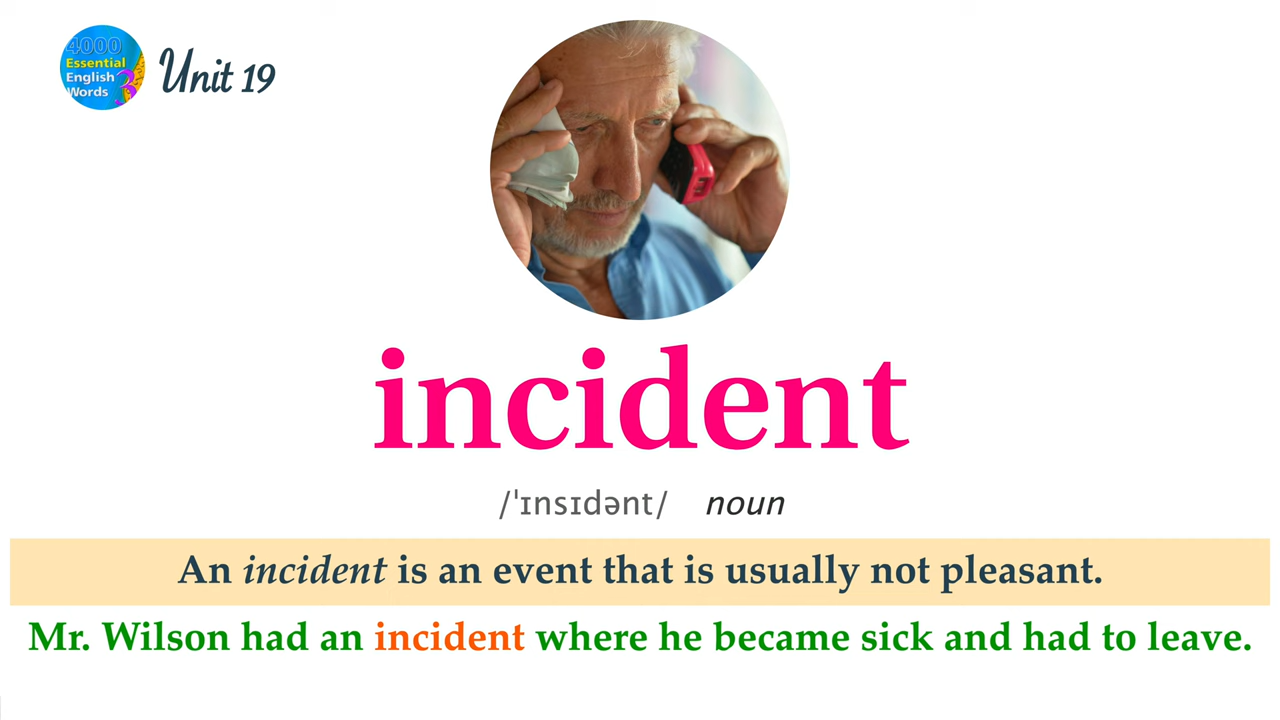 4000
Essential
English
Words 3
Unit 19
incident
/ˈɪnsɪdənt/ noun
An incident is an event that is usually not pleasant.
Mr. Wilson had an incident where he became sick and had to leave.